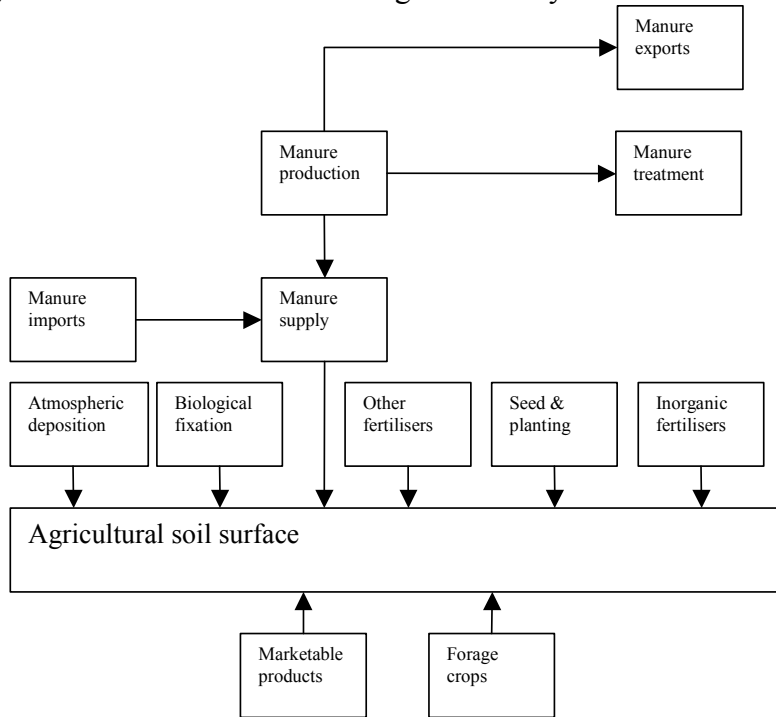 Manure
exports
Manure
production
Manure
treatment
Manure
imports
Manure
supply
Atmospheric
deposition
Biological
fixation
Other
fertilisers
Seed &
planting
Inorganic
fertilisers
Agricultural soil surface
Marketable
products
Forage
crops